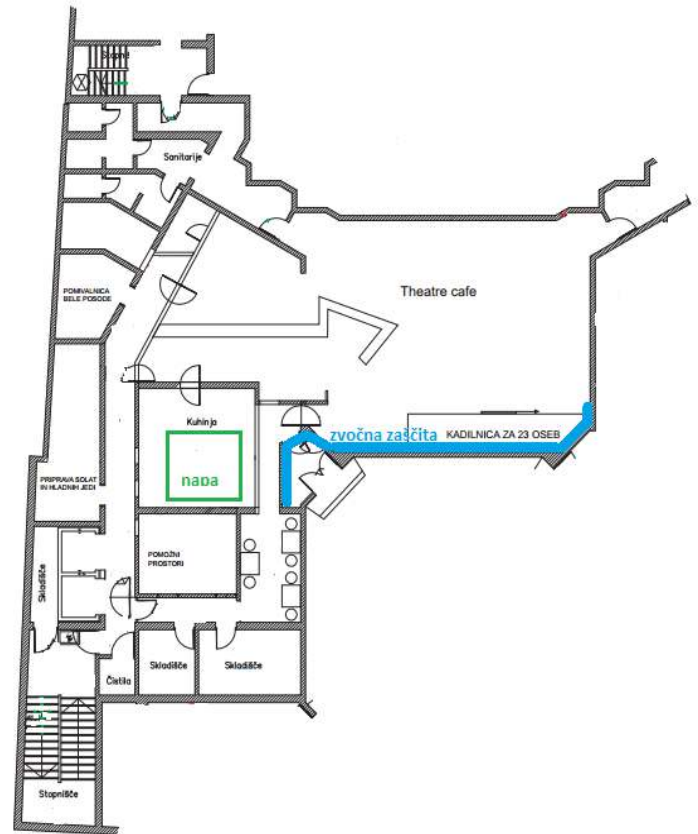 Stopnišče
Sanitarije
POMIVALNICA
BELE POSODE
Theatre cafe
Kuhinja
zvočna zaščita
KADILNICA ZA 23 OSEB
napa
PRIPRAVA SOLAT
IN HLADNIH JEDI
POMOŽNI
PROSTORI
Skladišče
Čistila
Skladišče
Skladišče
Stopnišče